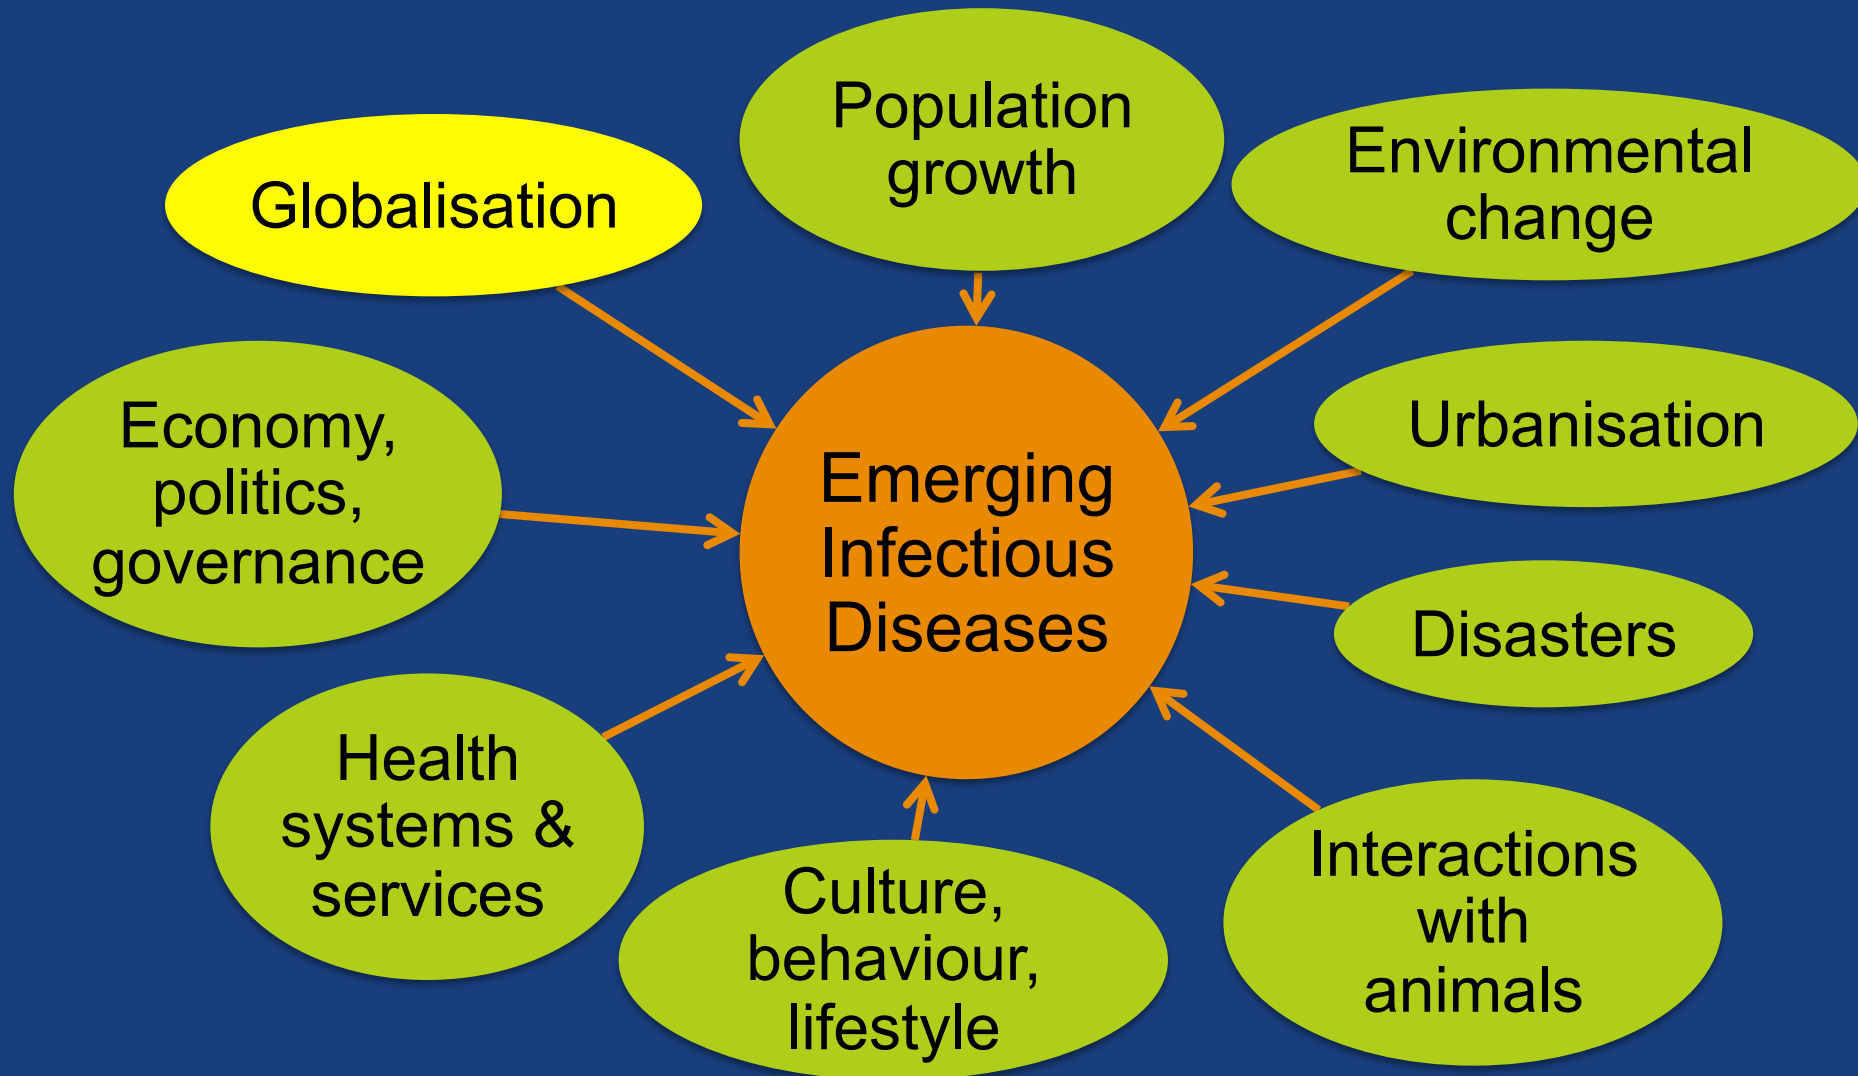 Population
growth
Environmental
change
Globalisation
Urbanisation
Economy,
politics,
governance
Emerging
Infectious
Diseases
Disasters
Health
systems &
services
Culture,
behaviour,
lifestyle
Interactions
with
animals